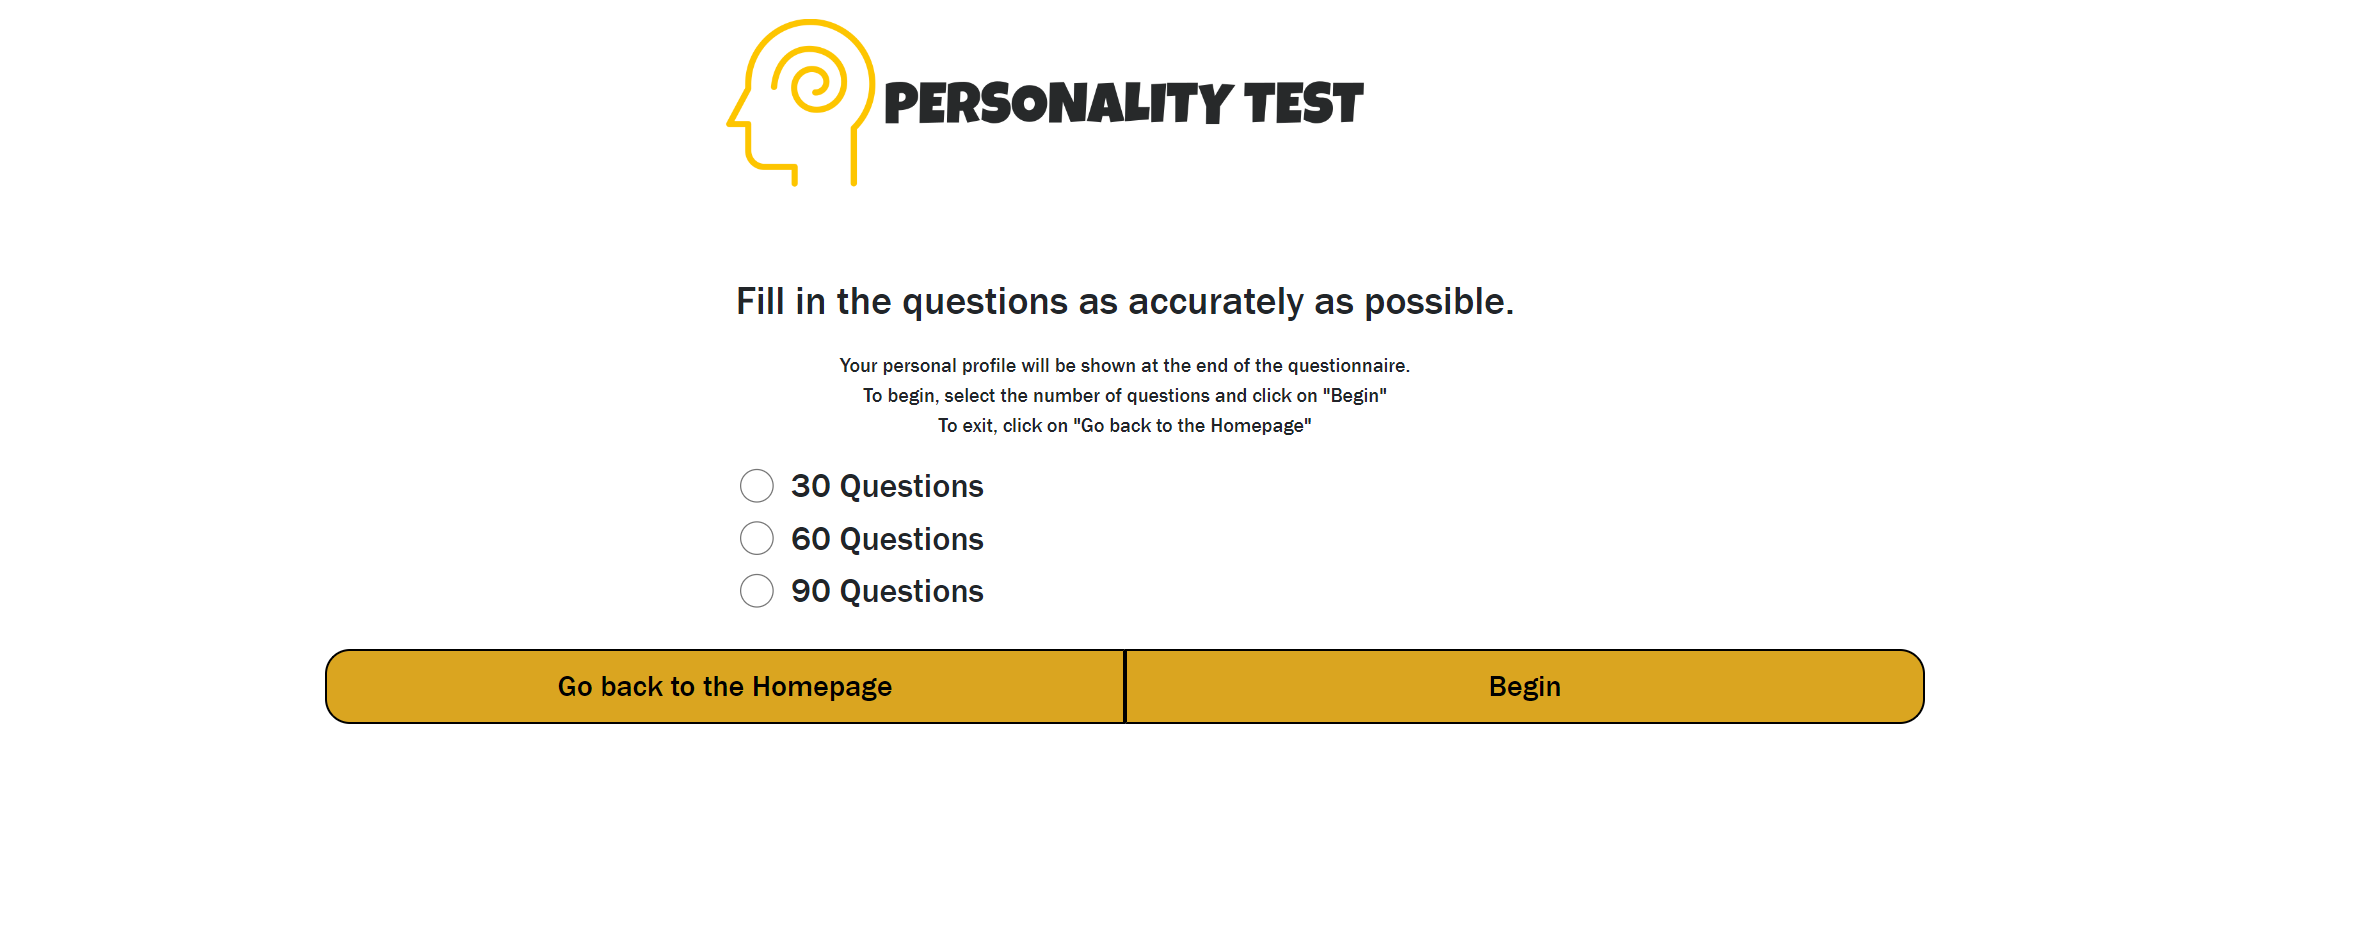 PERSONALITY TEST
Fill in the questions as accurately as possible.
Your personal profile will be shown at the end of the questionnaire.
To begin, select the number of questions and click on "Begin"
To exit, click on "Go back to the Homepage"
30 Questions
60 Questions
90 Questions
Go back to the Homepage
Begin